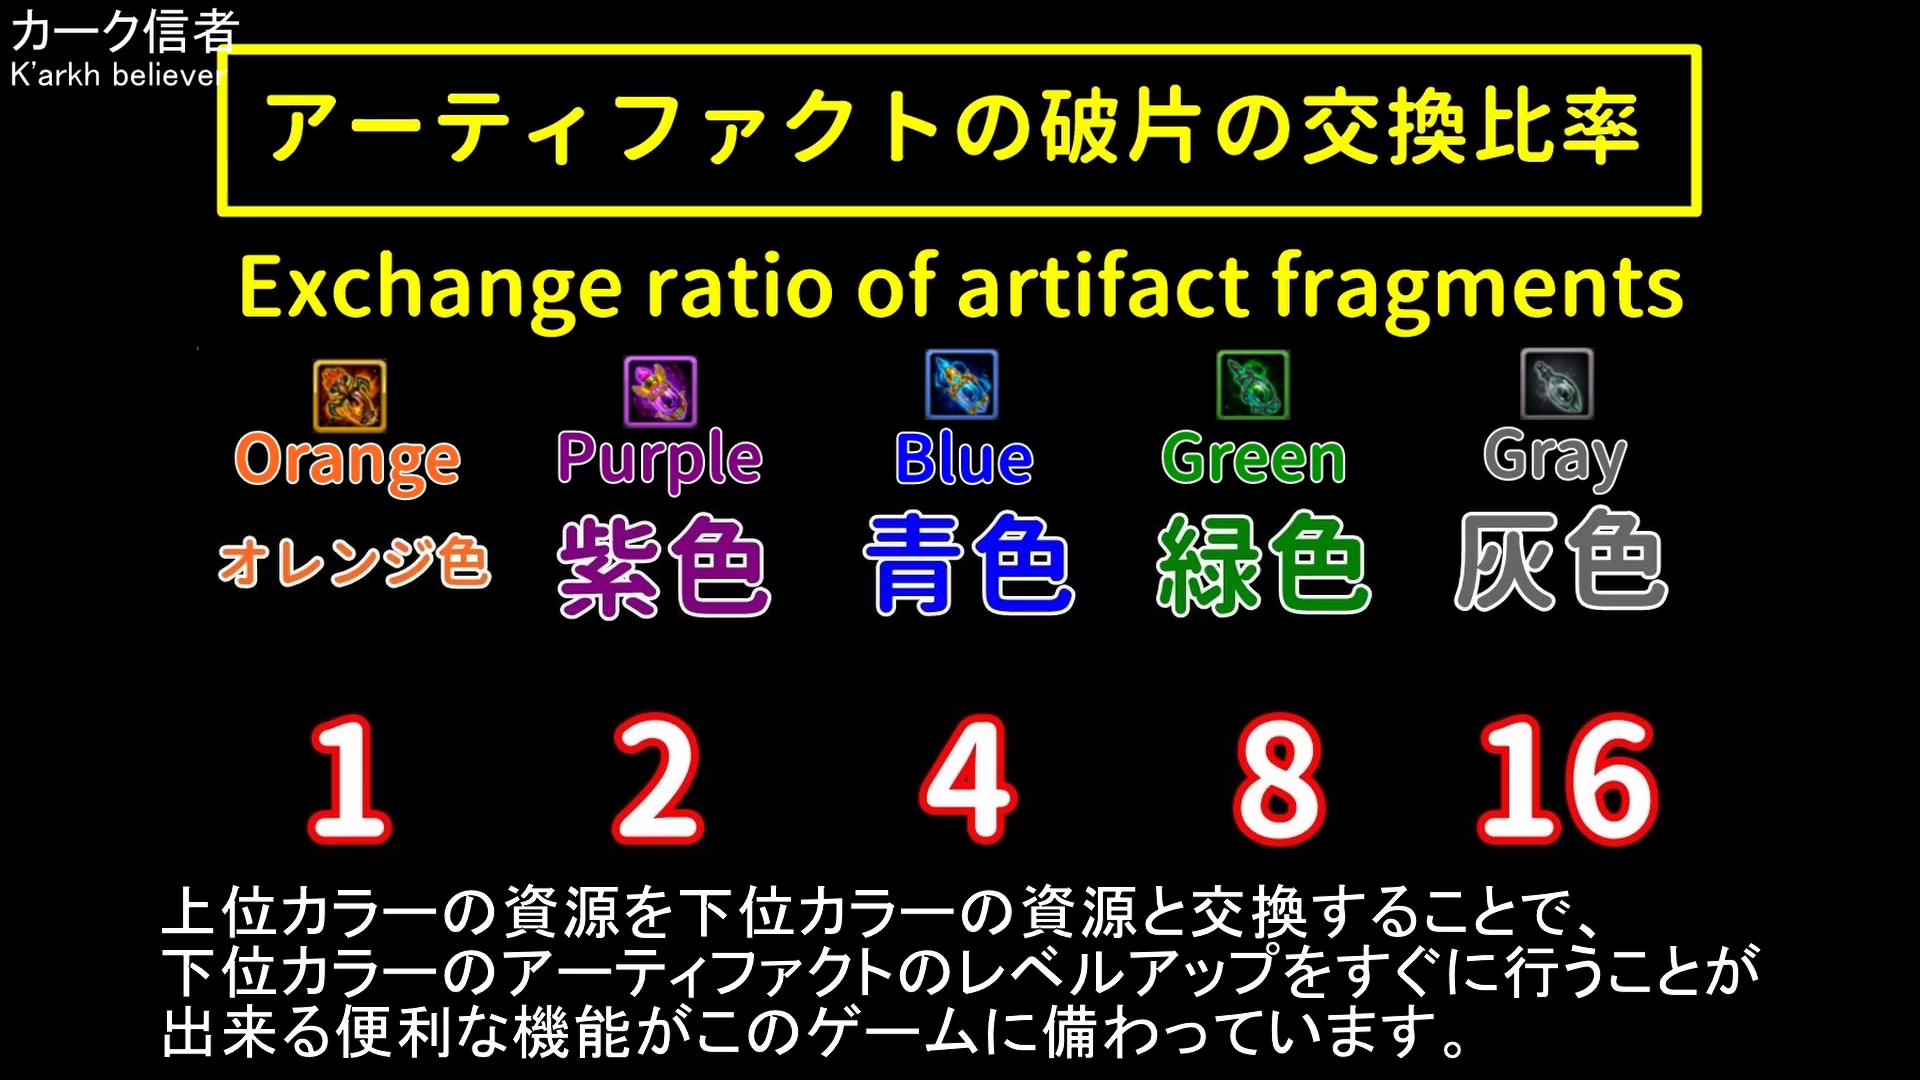 カーク信者
K'arkh believer
アーティファクトの破片の交換比率
Exchange ratio of artifact fragments
Orange Purple Blue Green Gray
オレンジ色 紫色 青色 緑色 灰色
1 2 4 8 16
上位カラーの資源を下位カラーの資源と交換することで、
下位カラーのアーティファクトのレベルアップをすぐに行うことが
出来る便利な機能がこのゲームに備わっています。